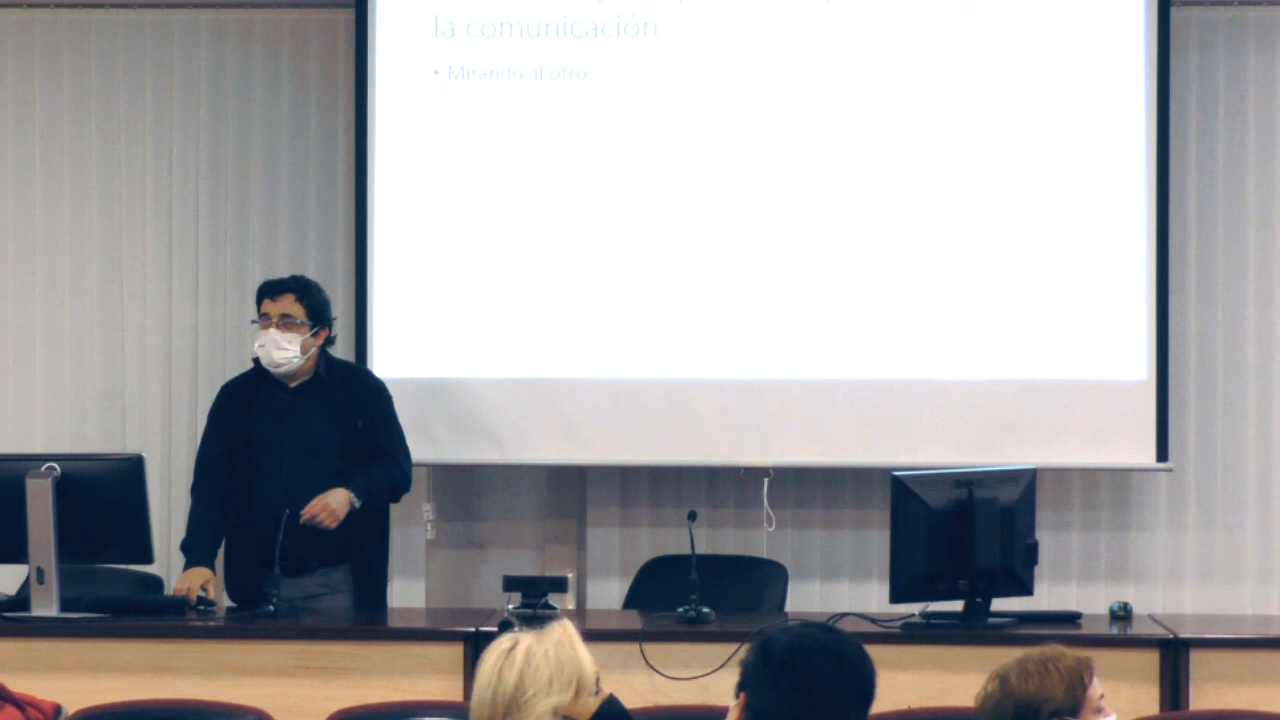 la comunicación
• Mirando al otro